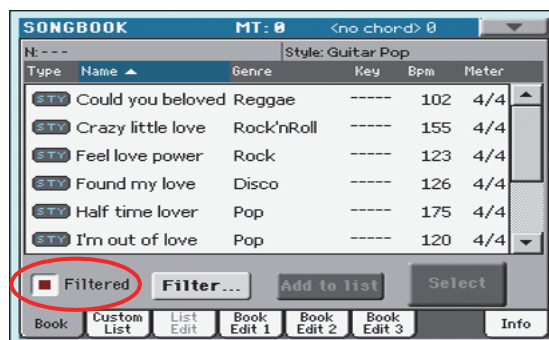 SONGBOOK MT: 0 <no chord> 0
N: --- Style: Guitar Pop
Type Name Genre Key Bpm Meter
STY Could you beloved Reggae ----- 102 4/4
STY Crazy little love Rock'nRoll ----- 155 4/4
STY Feel love power Rock ----- 123 4/4
STY Found my love Disco ----- 126 4/4
STY Half time lover Pop ----- 175 4/4
STY I'm out of love Pop ----- 120 4/4
Filtered Filter... Add to list Select
Book Custom List List Edit Book Edit 1 Book Edit 2 Book Edit 3 Info